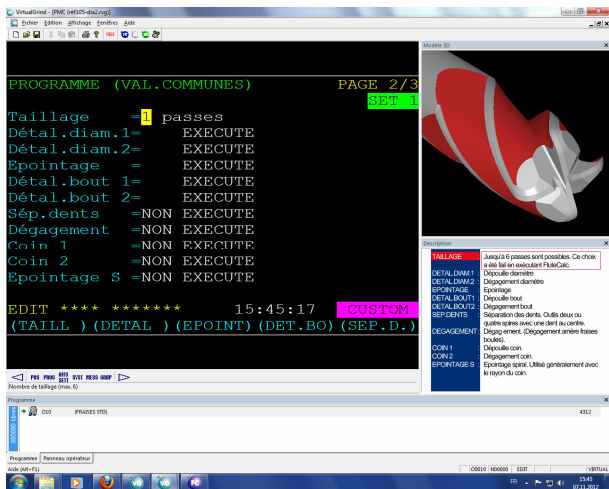 VirtualGrind - [PMC (réf105-dia2.rvg)]
Fichier Edition Affichage Fenêtres Aide
PROGRAMME (VAL.COMMUNES) PAGE 2/3
SET 1
Taillage =1 passes
Détal.diam.1= EXECUTE
Détal.diam.2= EXECUTE
Epointage = EXECUTE
Détal.bout 1= EXECUTE
Détal.bout 2= EXECUTE
Sép.dents =NON EXECUTE
Dégagement =NON EXECUTE
Coin 1 =NON EXECUTE
Coin 2 =NON EXECUTE
Epointage S =NON EXECUTE
EDIT **** ******* 15:45:17 CUSTOM
(TAILL )(DETAL )(EPOINT)(DET.BO)(SEP.D.)
POS PROG OFFS SETT SYST MESS GRAP
Nombre de taillage (max. 6)
Modèle 3D
Description
TAILLAGE : Jusqu'à 6 passes sont possibles. Ce choix
a été fait en exécutant FluteCalc.
DETAL.DIAM.1 : Dépouille diamètre
DETAL.DIAM.2 : Dégagement diamètre
EPOINTAGE : Epointage
DETAL.BOUT1 : Dépouille bout
DETAL.BOUT2 : Dégagement bout
SEP.DENTS : Séparation des dents. Outils deux ou
quatre spires avec une dent au centre.
DEGAGEMENT : Dégag ement. (Dégagement arrière fraises
boules).
COIN 1 : Dépouille coin.
COIN 2 : Dégagement coin.
EPOINTAGE S : Epointage spiral. Utilisé généralement avec
le rayon du coin.
Programme
O10 (FRAISES STD) 4312
Programme Panneau opérateur
Aide (Alt+F1) O0010 N00000 EDIT VIRTUAL
FR 15:45
07.11.2012